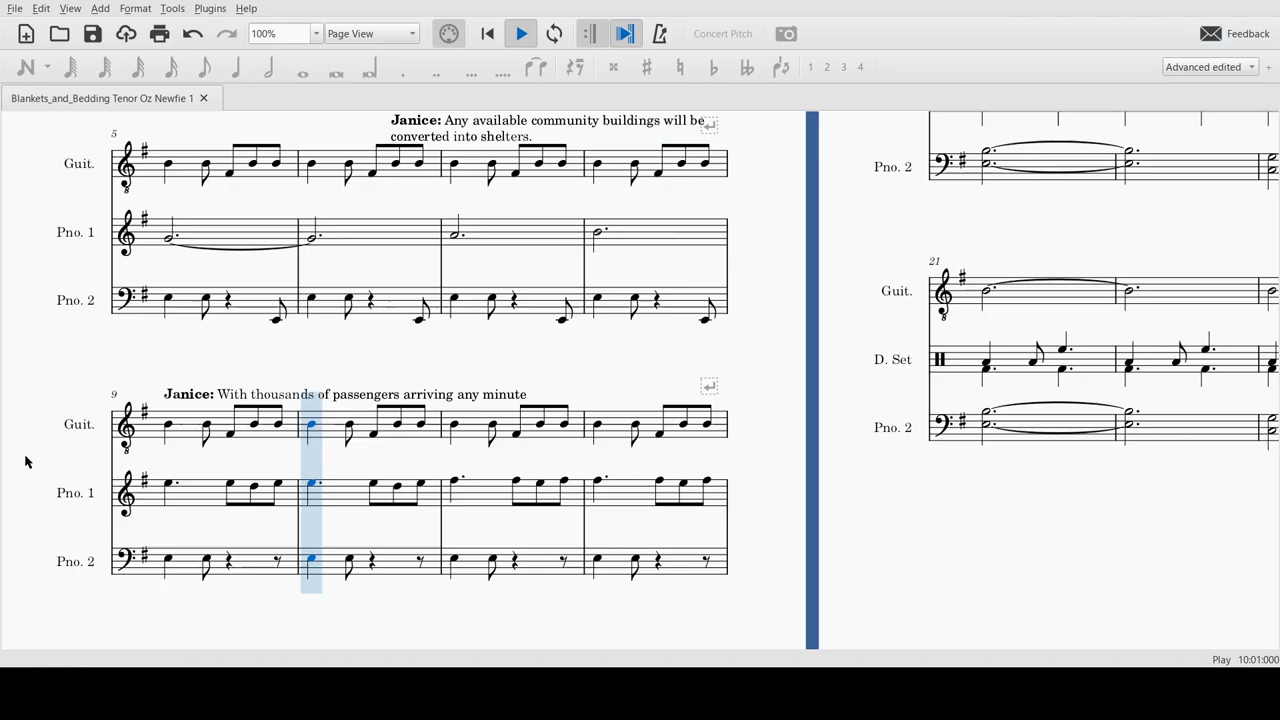 File Edit View Add Format Tools Plugins Help
100% Page View Concert Pitch Feedback
1 2 3 4 Advanced edited
Blankets_and_Bedding Tenor Oz Newfie 1
Janice: Any available community buildings will be
converted into shelters.
5
Guit.
Pno. 1
Pno. 2
9
Janice: With thousands of passengers arriving any minute
Guit.
Pno. 1
Pno. 2
Pno. 2
21
Guit.
D. Set
Pno. 2
Play 10:01:000